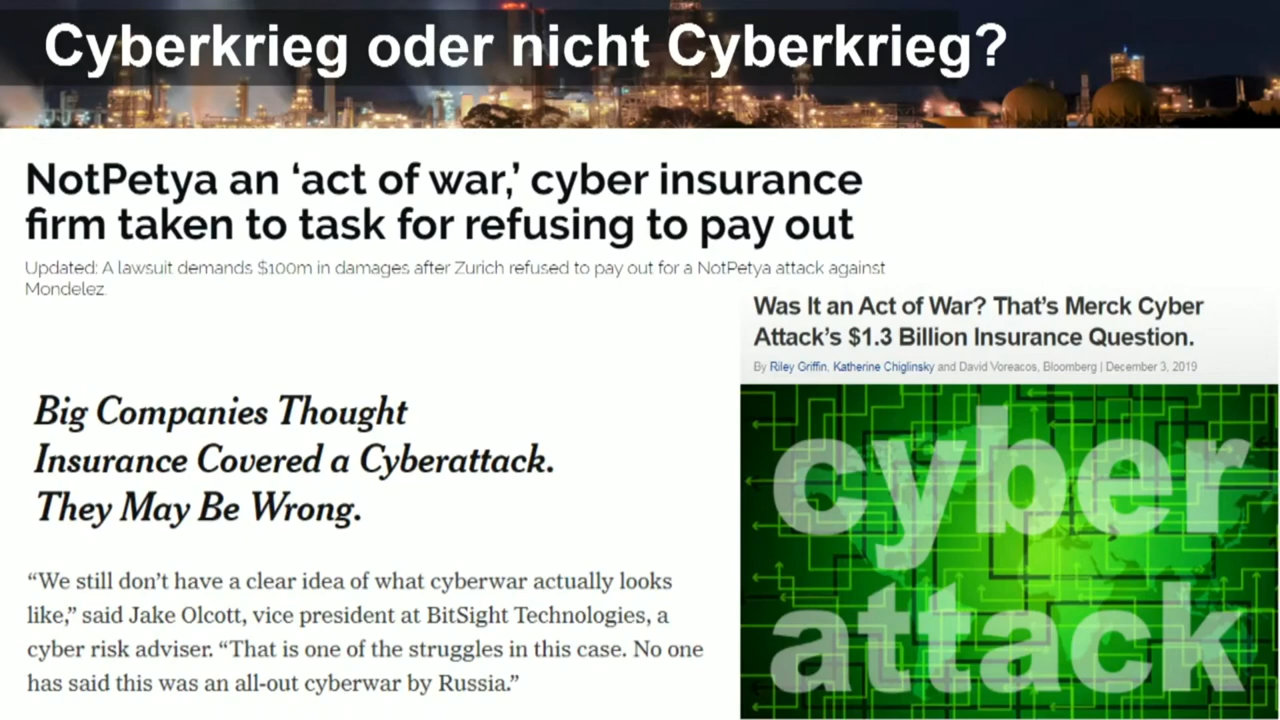 Cyberkrieg oder nicht Cyberkrieg?
NotPetya an ‘act of war,’ cyber insurance
firm taken to task for refusing to pay out
Updated: A lawsuit demands $100m in damages after Zurich refused to pay out for a NotPetya attack against
Mondelez.
Was It an Act of War? That’s Merck Cyber
Attack’s $1.3 Billion Insurance Question.
By Riley Griffin, Katherine Chiglinsky and David Voreacos, Bloomberg | December 3, 2019
Big Companies Thought
Insurance Covered a Cyberattack.
They May Be Wrong.
“We still don’t have a clear idea of what cyberwar actually looks
like,” said Jake Olcott, vice president at BitSight Technologies, a
cyber risk adviser. “That is one of the struggles in this case. No one
has said this was an all-out cyberwar by Russia.”
cyber
attack